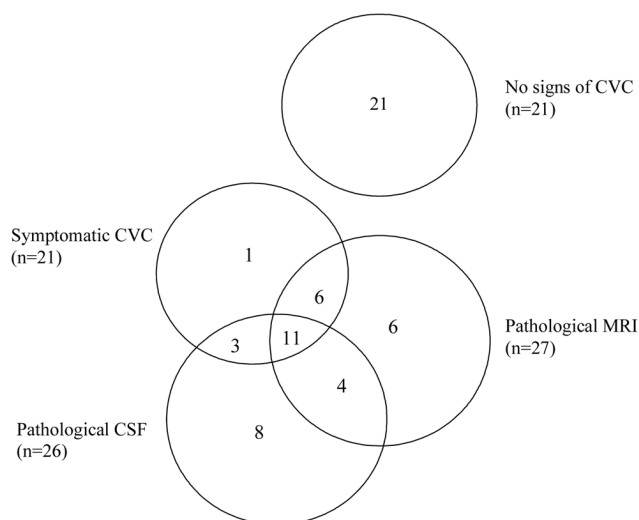 21
No signs of CVC
(n=21)
Symptomatic CVC
(n=21)
1
6
6
Pathological MRI
(n=27)
3
11
4
Pathological CSF
(n=26)
8